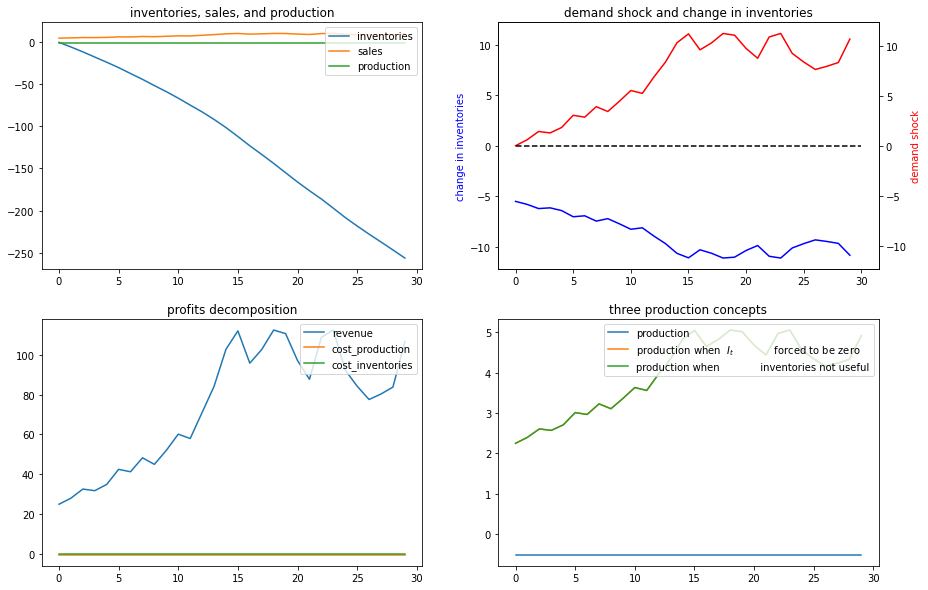 inventories, sales, and production
0
−50
−100
−150
−200
−250
0 5 10 15 20 25 30
inventories
sales
production
demand shock and change in inventories
change in inventories
10
5
0
−5
−10
0 5 10 15 20 25 30
10
5
0
−5
−10
demand shock
profits decomposition
100
80
60
40
20
0
0 5 10 15 20 25 30
revenue
cost_production
cost_inventories
three production concepts
5
4
3
2
1
0
0 5 10 15 20 25 30
production
production when I_t forced to be zero
production when inventories not useful